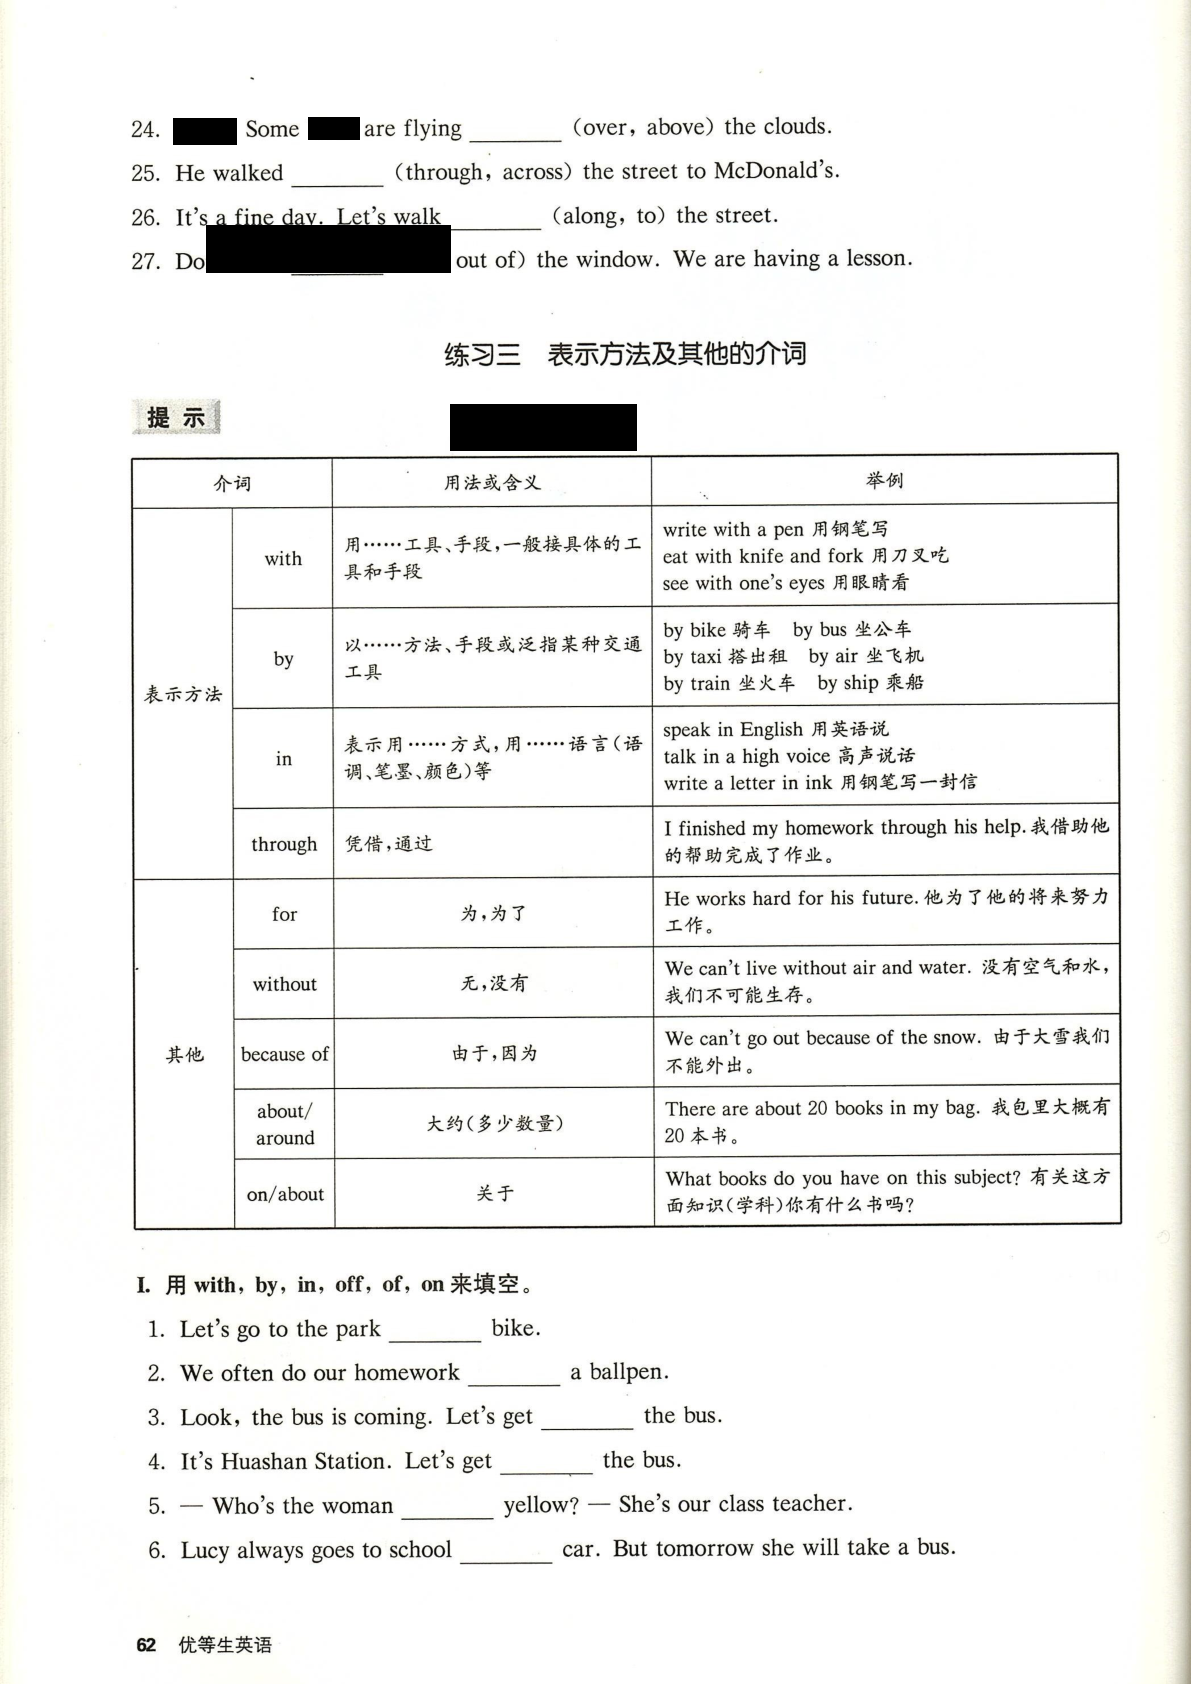 24. Some are flying ________ (over, above) the clouds.
25. He walked ________ (through, across) the street to McDonald's.
26. It's a fine day. Let's walk ________ (along, to) the street.
27. Do out of) the window. We are having a lesson.
练习三 表示方法及其他的介词
提示
介词 用法或含义 举例
表示方法
with
用……工具、手段,一般接具体的工
具和手段
write with a pen 用钢笔写
eat with knife and fork 用刀叉吃
see with one's eyes 用眼睛看
by
以……方法、手段或泛指某种交通
工具
by bike 骑车 by bus 坐公车
by taxi 搭出租 by air 坐飞机
by train 坐火车 by ship 乘船
in
表示用……方式,用……语言(语
调、笔墨、颜色)等
speak in English 用英语说
talk in a high voice 高声说话
write a letter in ink 用钢笔写一封信
through
凭借,通过
I finished my homework through his help. 我借助他
的帮助完成了作业。
其他
for
为,为了
He works hard for his future. 他为了他的将来努力
工作。
without
无,没有
We can't live without air and water. 没有空气和水,
我们不可能生存。
because of
由于,因为
We can't go out because of the snow. 由于大雪我们
不能外出。
about/
around
大约(多少数量)
There are about 20 books in my bag. 我包里大概有
20本书。
on/about
关于
What books do you have on this subject? 有关这方
面知识(学科)你有什么书吗?
I. 用 with, by, in, off, of, on 来填空。
1. Let's go to the park ________ bike.
2. We often do our homework ________ a ballpen.
3. Look, the bus is coming. Let's get ________ the bus.
4. It's Huashan Station. Let's get ________ the bus.
5. — Who's the woman ________ yellow? — She's our class teacher.
6. Lucy always goes to school ________ car. But tomorrow she will take a bus.
62 优等生英语